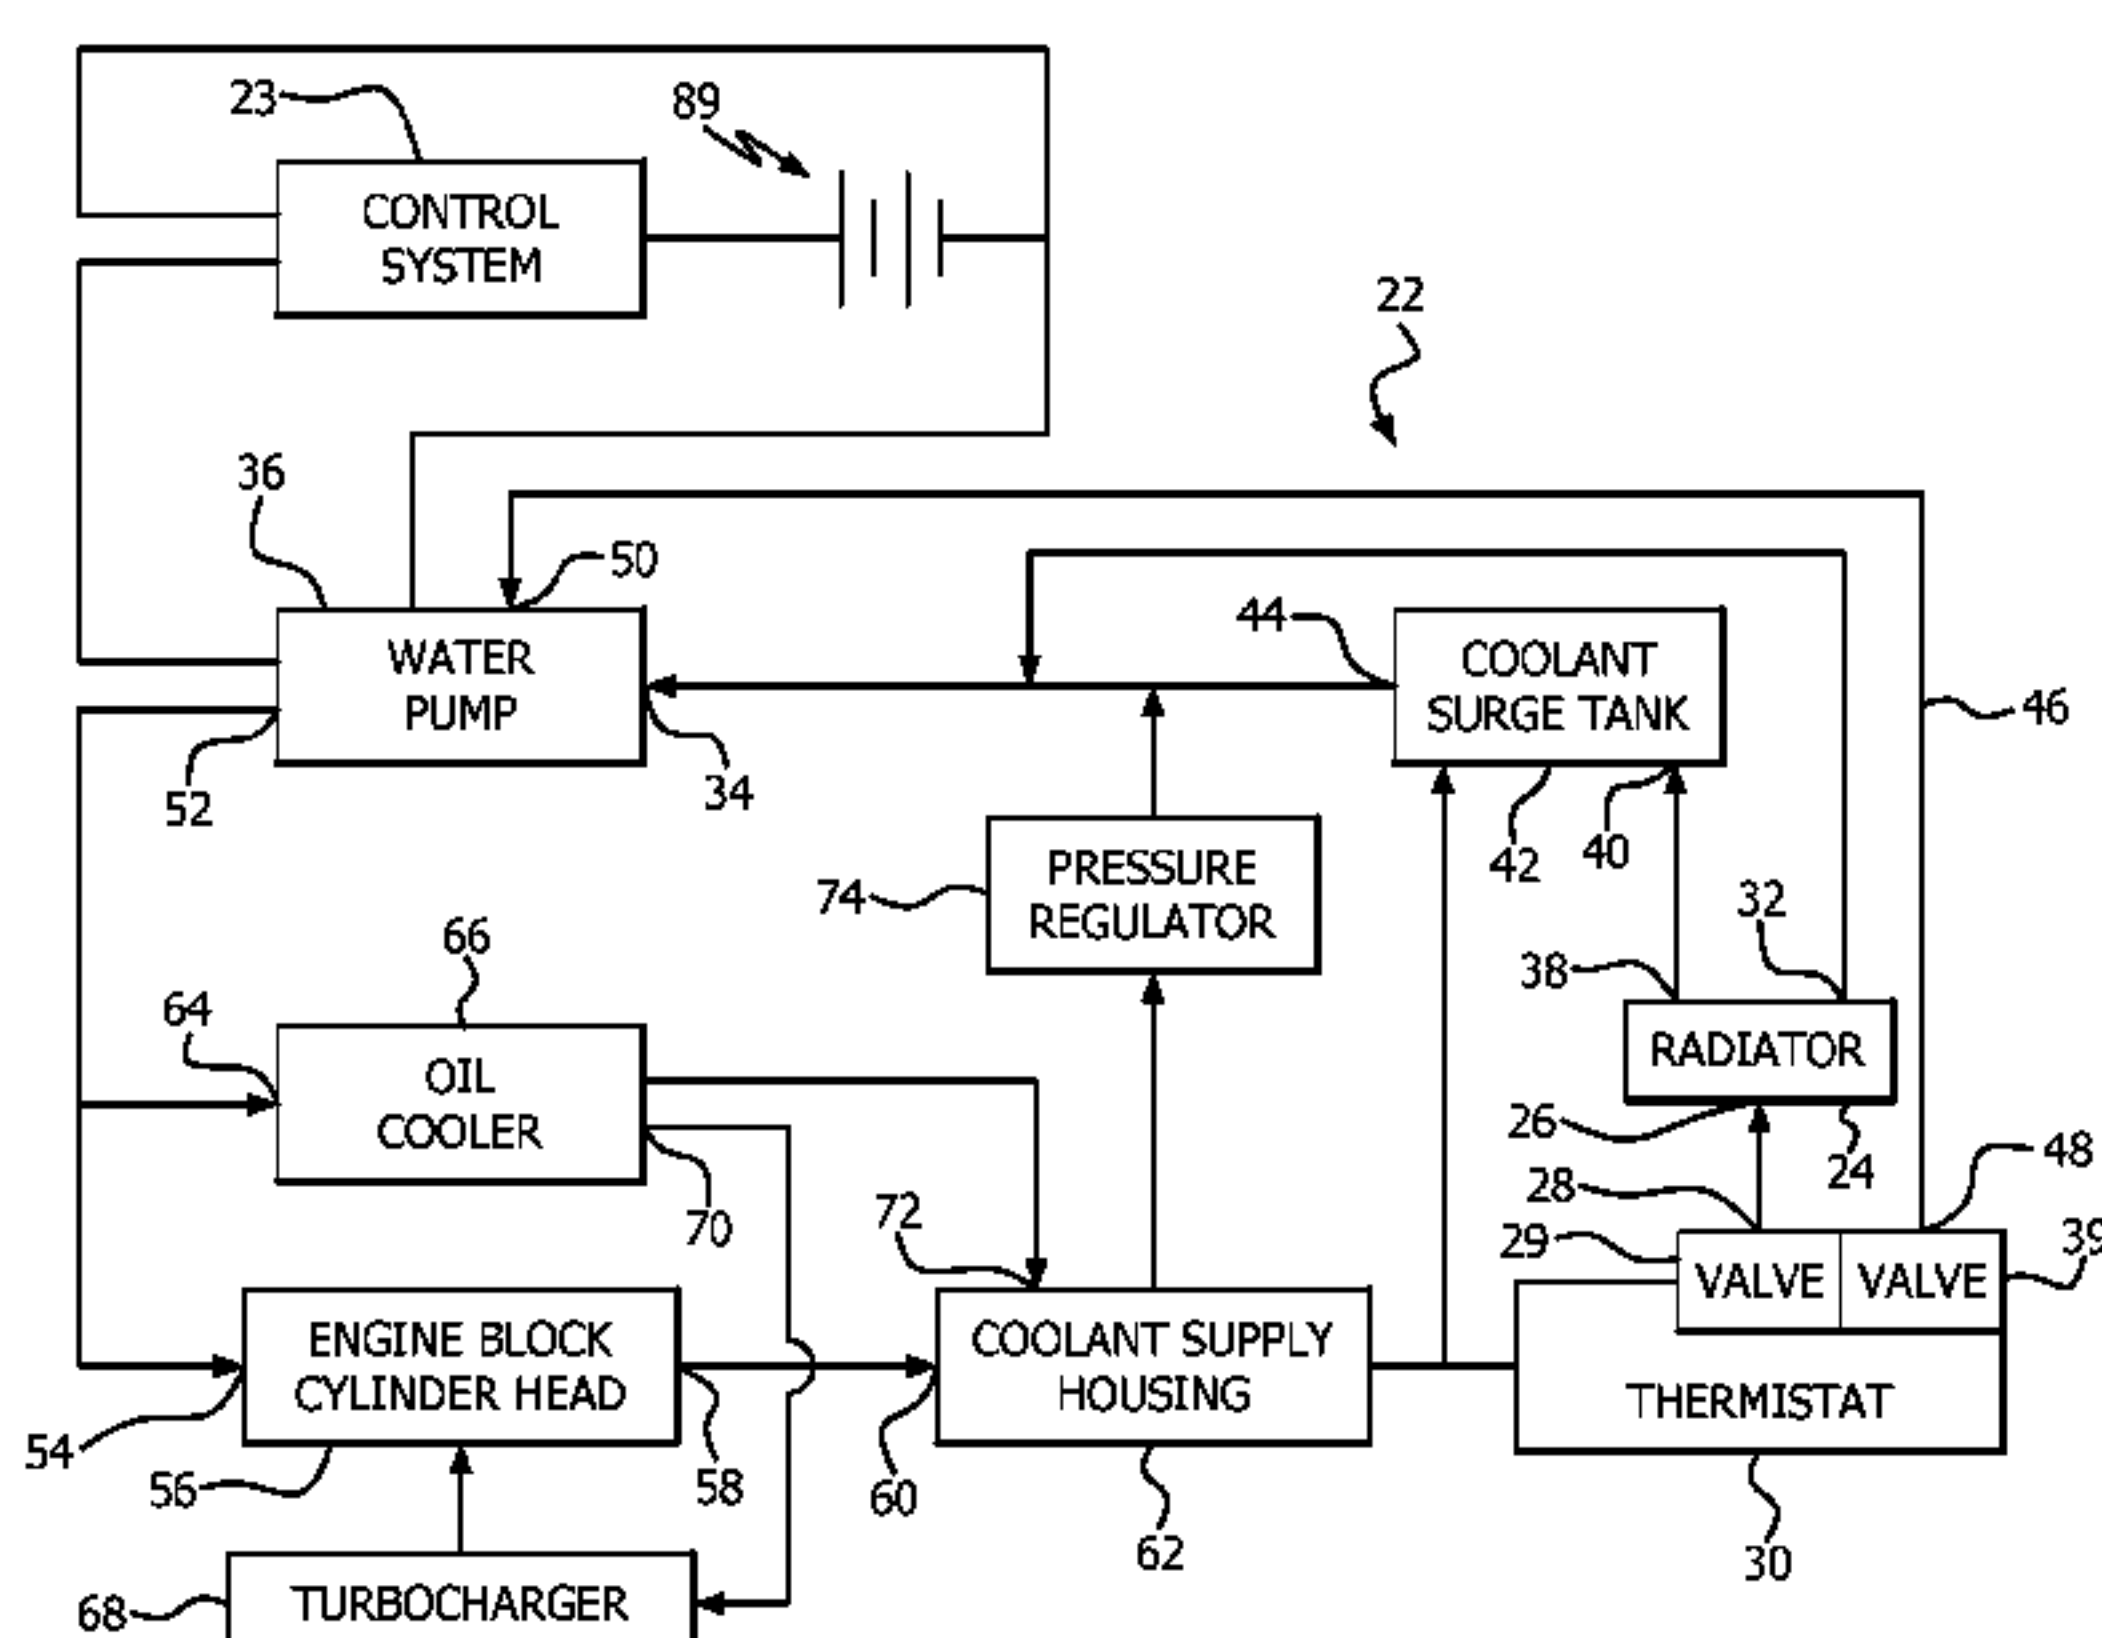 23
89
CONTROL
SYSTEM
22
36
50
44
WATER
PUMP
COOLANT
SURGE TANK
46
52
34
42
40
74
PRESSURE
REGULATOR
32
66
38
64
RADIATOR
OIL
COOLER
26
24
48
70
72
28
29
39
VALVE
VALVE
ENGINE BLOCK
CYLINDER HEAD
COOLANT SUPPLY
HOUSING
THERMISTAT
54
56
58
60
62
30
68
TURBOCHARGER